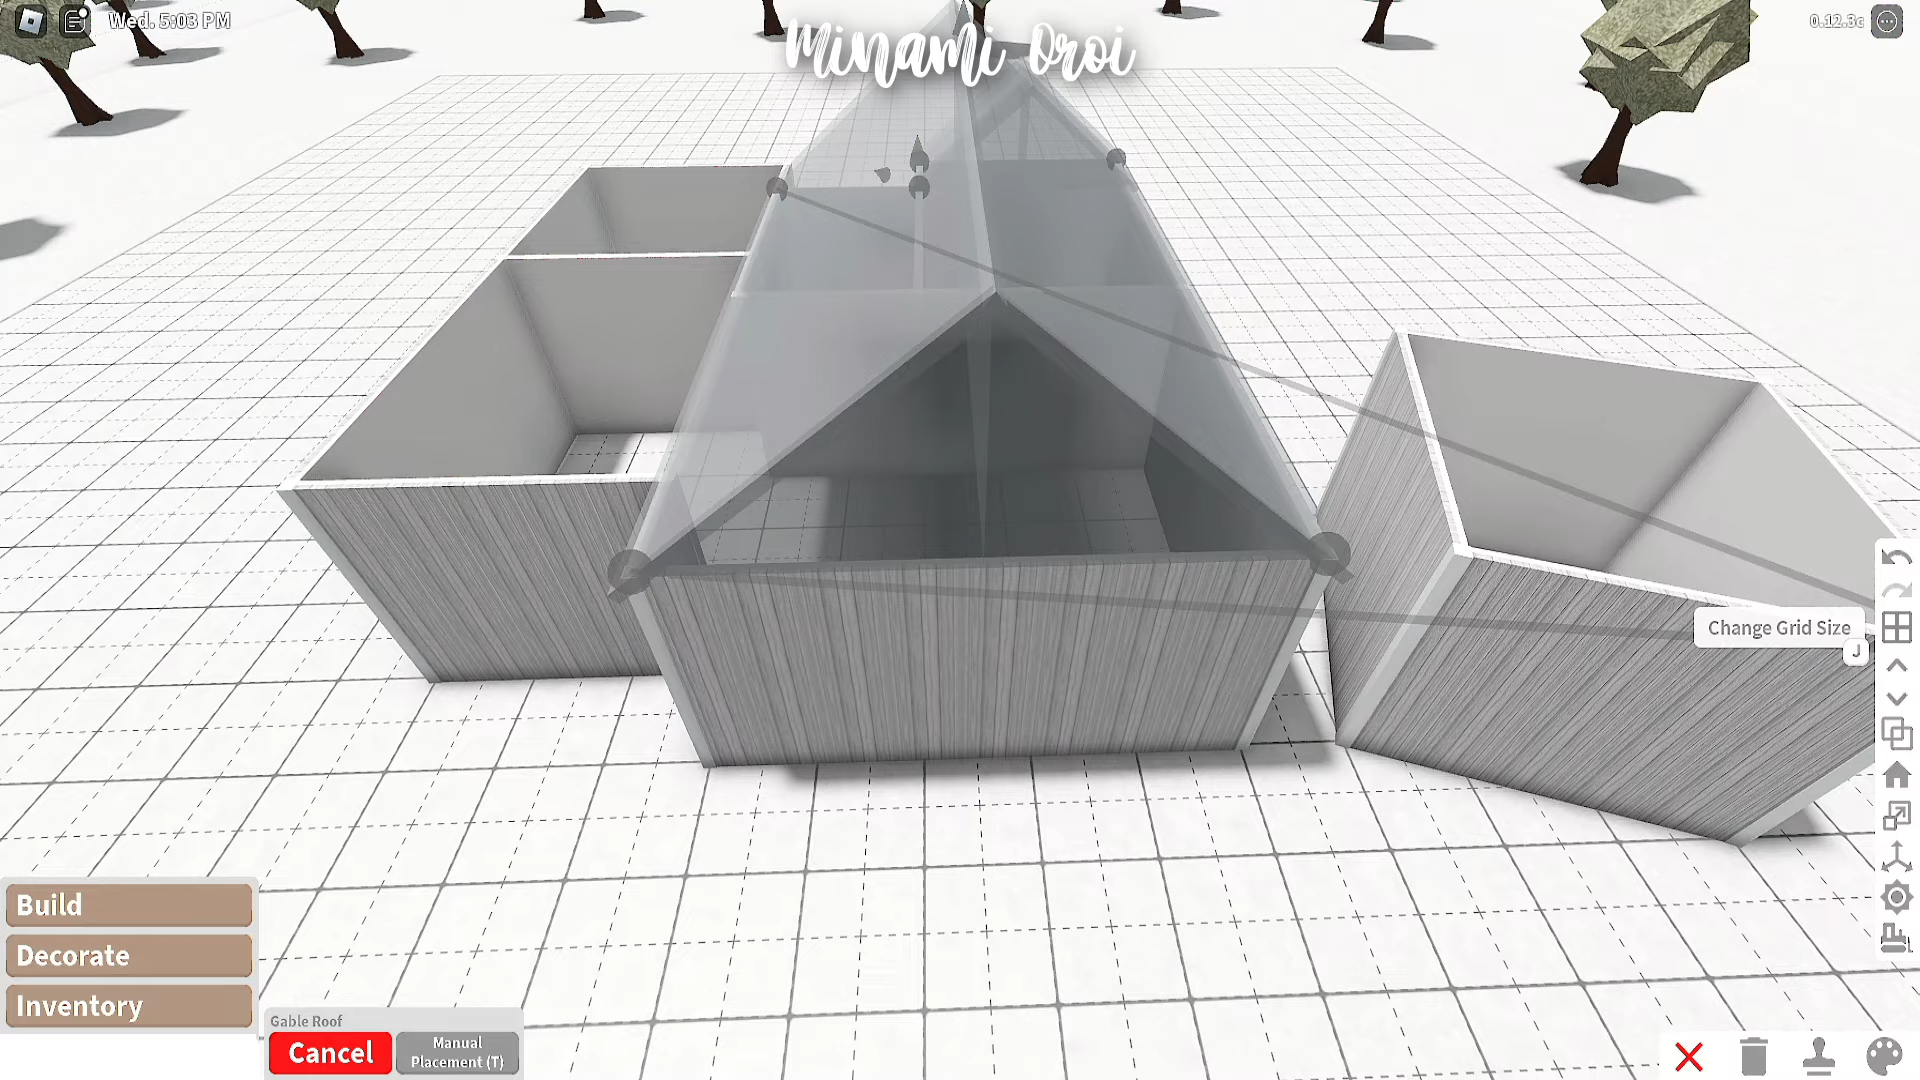 Wed. 5:03 PM
Minami Oroi
0.12.3c
Change Grid Size
J
Build
Decorate
Inventory
Gable Roof
Cancel
Manual
Placement (T)